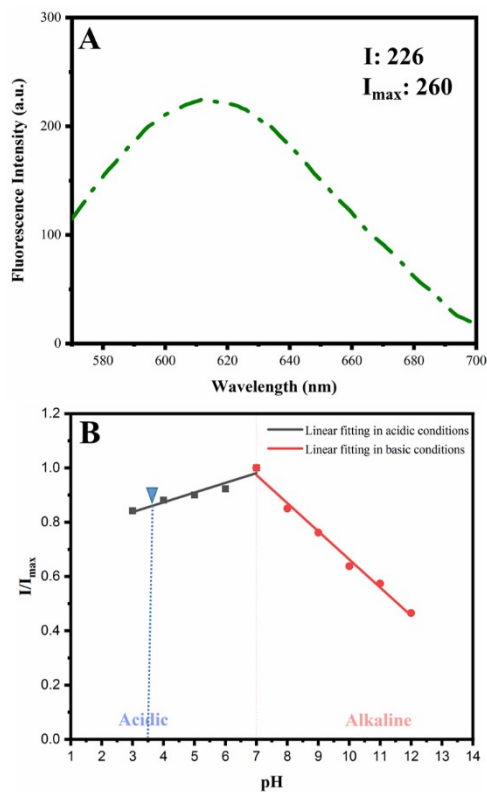 A
I: 226
Imax: 260
300
200
100
0
Fluorescence Intensity (a.u.)
580 600 620 640 660 680 700
Wavelength (nm)
B
Linear fitting in acidic conditions
Linear fitting in basic conditions
1.2
1.0
0.8
0.6
0.4
0.2
0.0
I/Imax
Acidic
Alkaline
1 2 3 4 5 6 7 8 9 10 11 12 13 14
pH